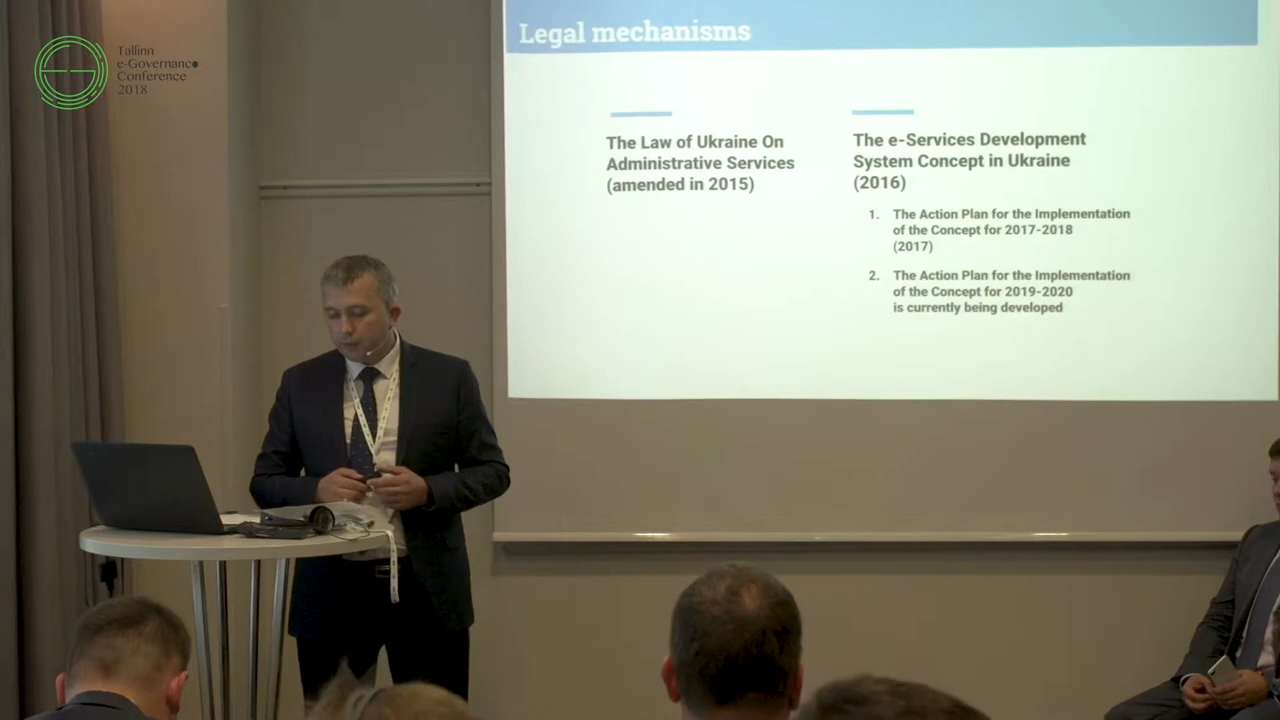 Tallinn
e-Governance
Conference
2018
Legal mechanisms
The Law of Ukraine On
Administrative Services
(amended in 2015)
The e-Services Development
System Concept in Ukraine
(2016)
1. The Action Plan for the Implementation
of the Concept for 2017-2018
(2017)
2. The Action Plan for the Implementation
of the Concept for 2019-2020
is currently being developed